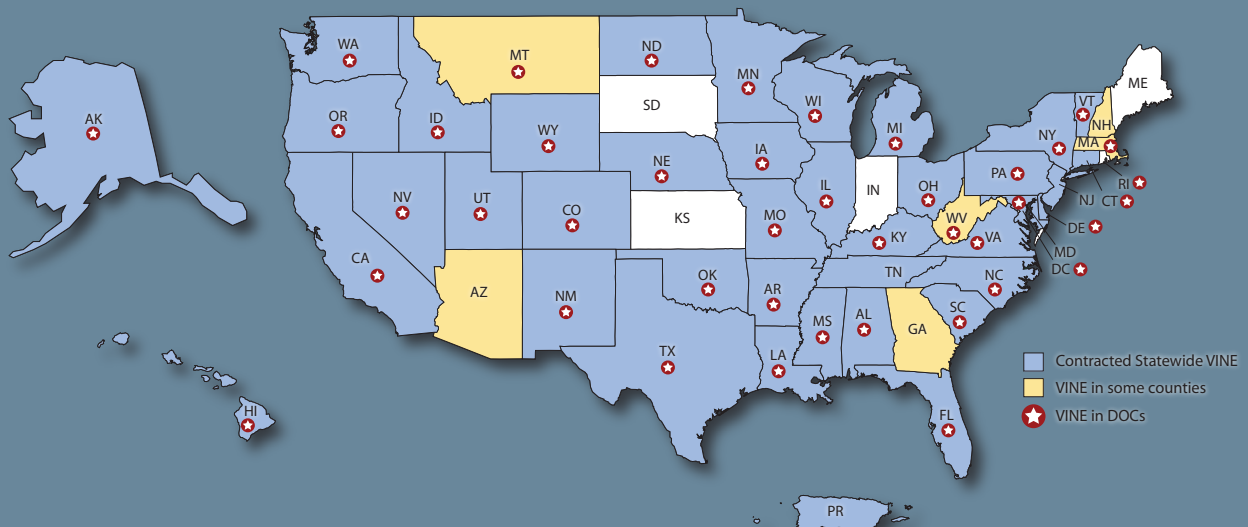 WA
MT
ND
MN
SD
WI
MI
ME
VT
NH
MA
NY
AK
OR
ID
WY
IA
NE
PA
RI
NJ
CT
NV
UT
CO
KS
MO
IL
IN
OH
WV
VA
KY
DE
MD
DC
CA
AZ
NM
OK
AR
TN
NC
SC
MS
AL
GA
TX
LA
FL
HI
PR
Contracted Statewide VINE
VINE in some counties
VINE in DOCs